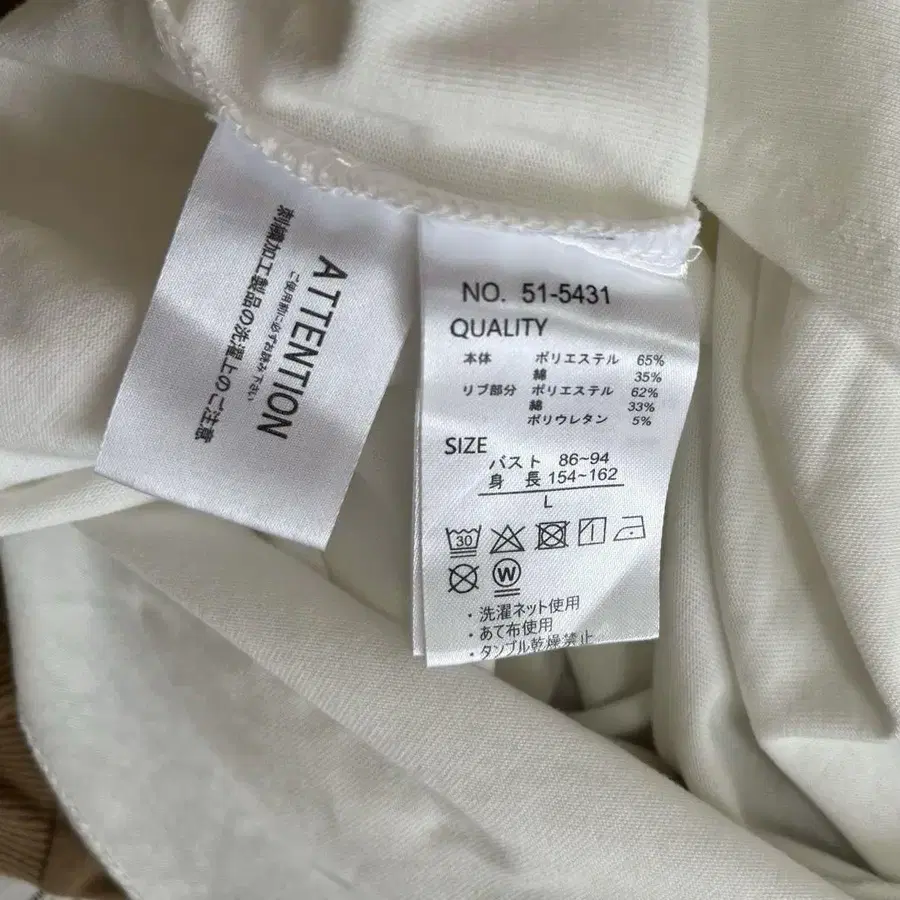 ATTENTION
ご使用前に必ずお読み下さい
刺繍加工製品の洗濯上のご注意
NO. 51-5431
QUALITY
本体 ポリエステル 65%
綿 35%
リブ部分 ポリエステル 62%
綿 33%
ポリウレタン 5%
SIZE
バスト 86~94
身 長 154~162
L
30
W
・洗濯ネット使用
・あて布使用
・タンブル乾燥禁止